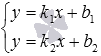 y = k₁x + b₁
y = k₂x + b₂